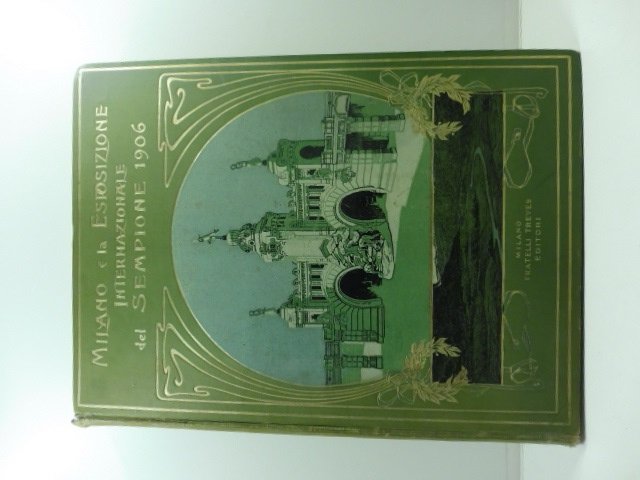 MILANO e la ESPOSIZIONE
INTERNAZIONALE
del SEMPIONE 1906
MILANO
FRATELLI TREVES
EDITORI